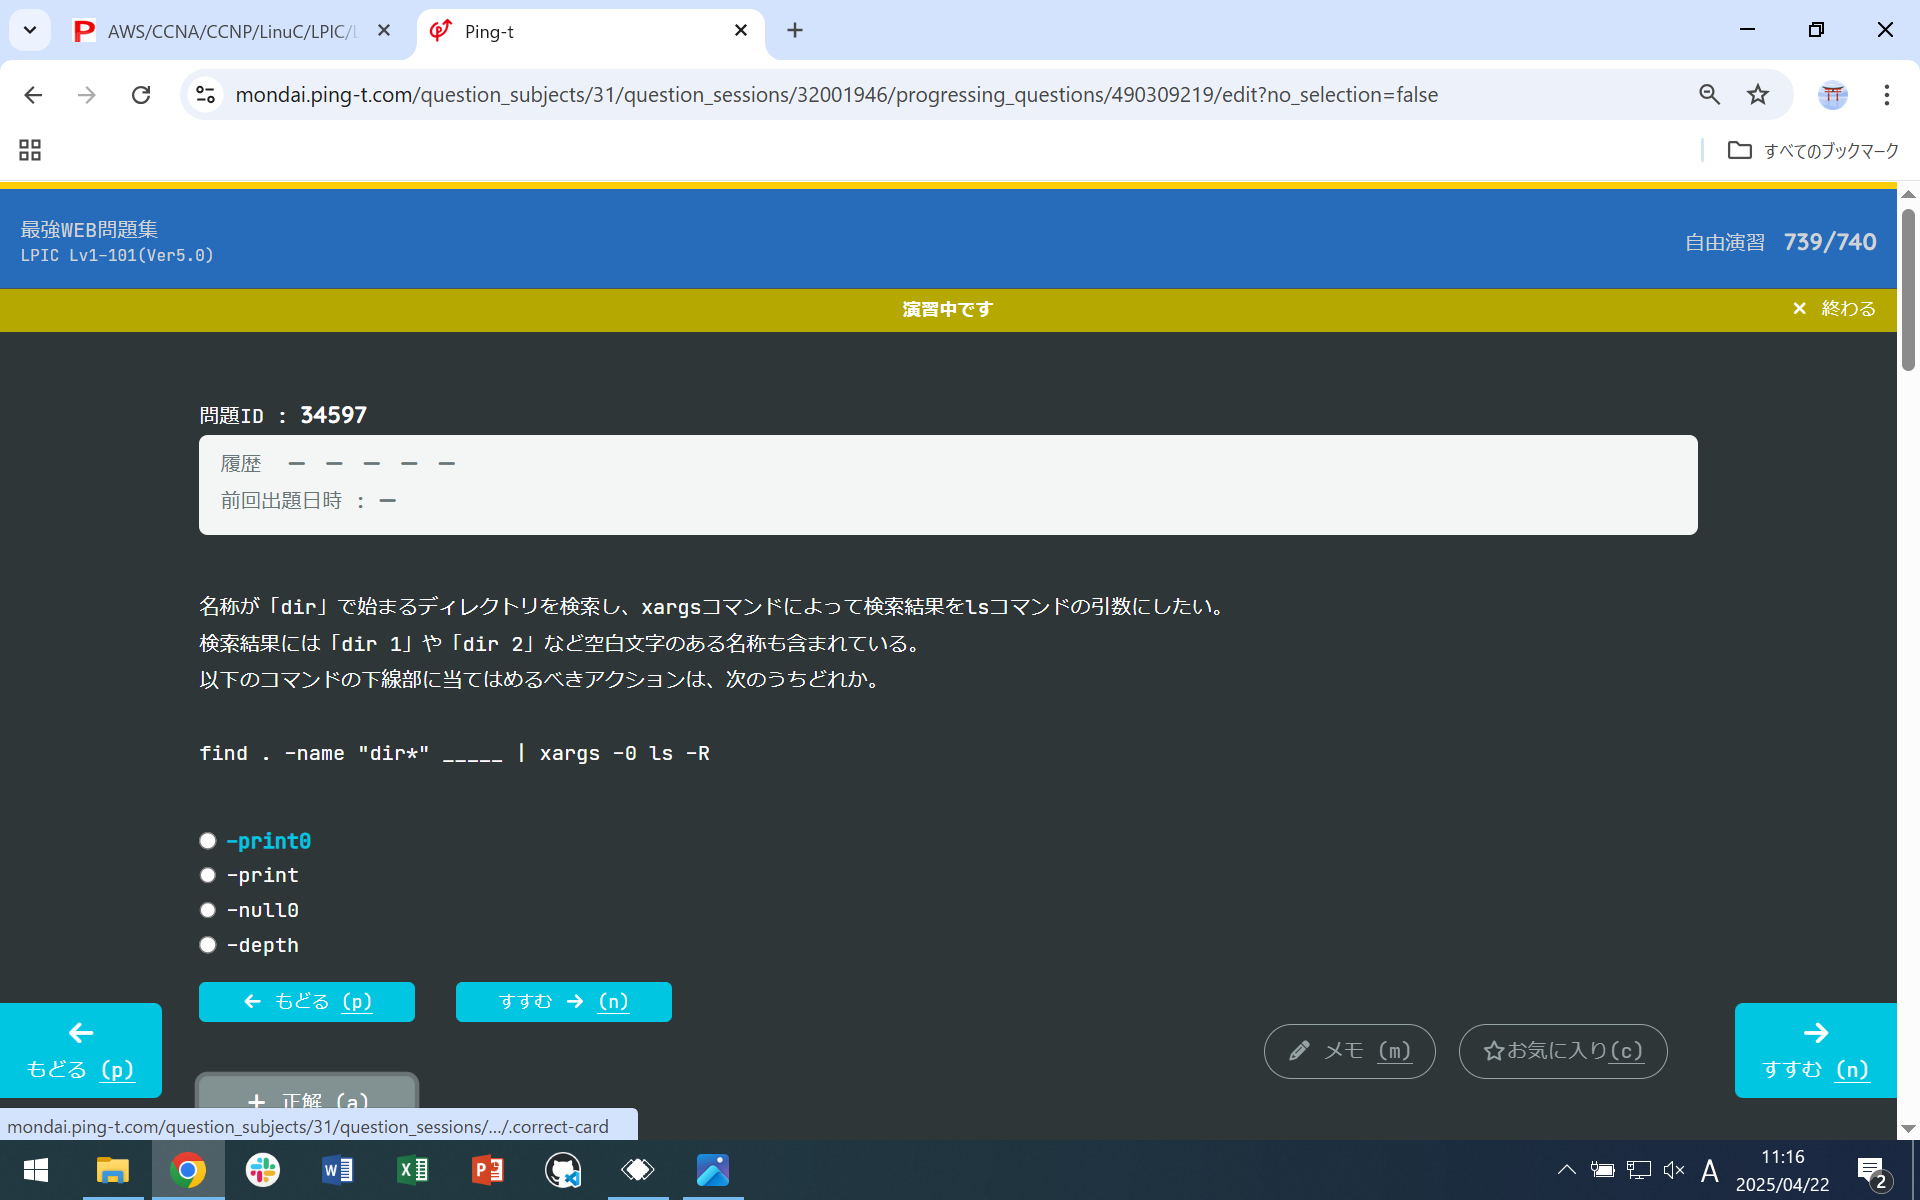 AWS/CCNA/CCNP/LinuC/LPIC/
Ping-t
mondai.ping-t.com/question_subjects/31/question_sessions/32001946/progressing_questions/490309219/edit?no_selection=false
すべてのブックマーク
最強WEB問題集
LPIC Lv1-101(Ver5.0)
自由演習 739/740
演習中です
× 終わる
問題ID : 34597
履歴 ー ー ー ー ー
前回出題日時 : ー
名称が「dir」で始まるディレクトリを検索し、xargsコマンドによって検索結果をlsコマンドの引数にしたい。
検索結果には「dir 1」や「dir 2」など空白文字のある名称も含まれている。
以下のコマンドの下線部に当てはめるべきアクションは、次のうちどれか。
find . -name "dir*" _____ | xargs -0 ls -R
-print0
-print
-null0
-depth
← もどる (p)
すすむ → (n)
← もどる (p)
メモ (m)
☆お気に入り(c)
→ すすむ (n)
+ 正解 (a)
mondai.ping-t.com/question_subjects/31/question_sessions/.../.correct-card
A
11:16
2025/04/22
2